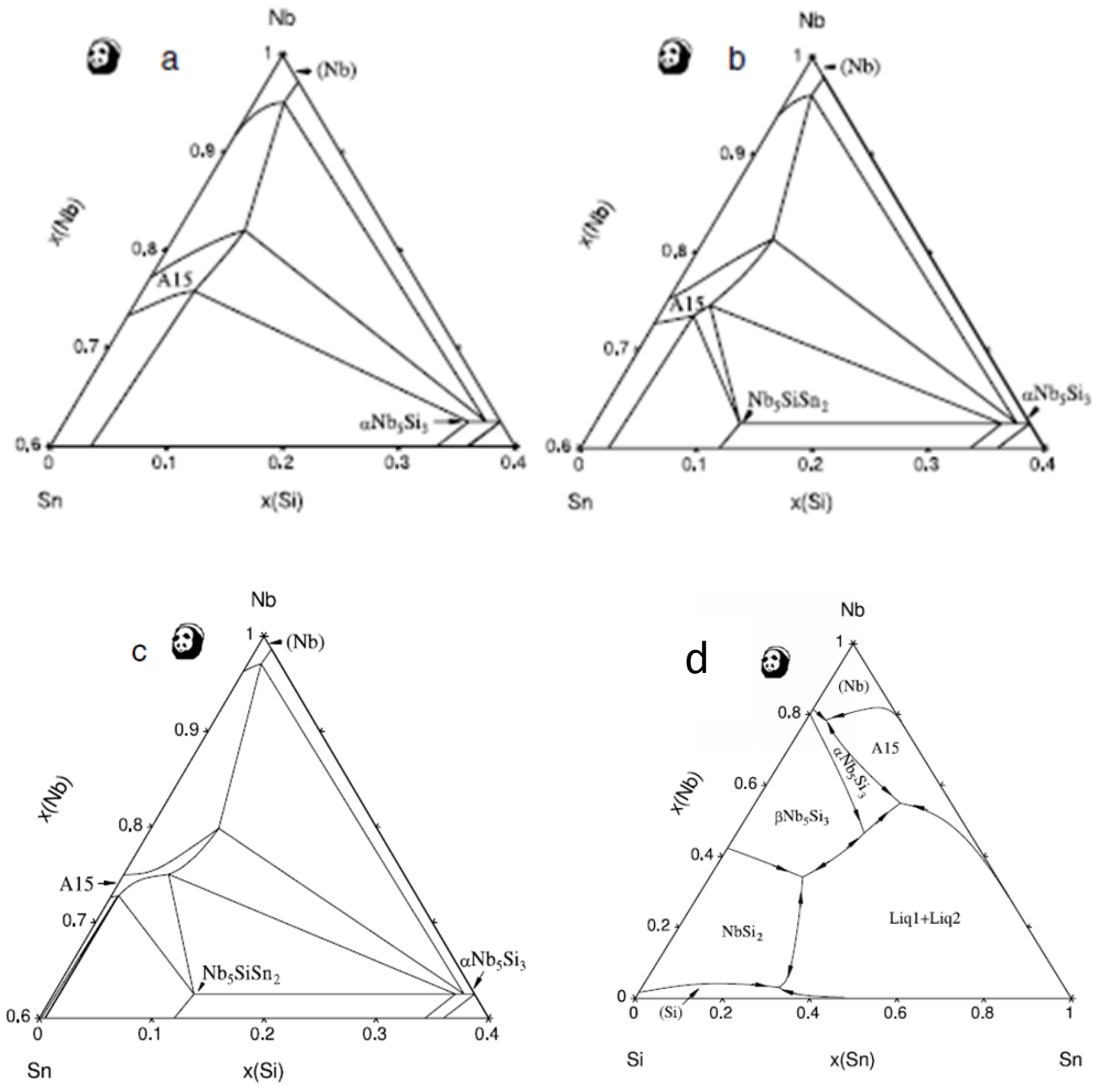 Nb
a
1
(Nb)
0.9
x(Nb)
0.8
A15
0.7
αNb5Si3
0.6
0
0.1
0.2
0.3
0.4
Sn
x(Si)
Nb
b
1
(Nb)
0.9
x(Nb)
0.8
A15
0.7
Nb5SiSn2
αNb5Si3
0.6
0
0.1
0.2
0.3
0.4
Sn
x(Si)
Nb
c
1
(Nb)
0.9
x(Nb)
0.8
A15
0.7
Nb5SiSn2
αNb5Si3
0.6
0
0.1
0.2
0.3
0.4
Sn
x(Si)
Nb
d
1
(Nb)
0.8
A15
αNb5Si3
x(Nb)
0.6
βNb5Si3
0.4
Liq1+Liq2
NbSi2
0.2
0
(Si)
0
0.2
0.4
0.6
0.8
1
Si
x(Sn)
Sn